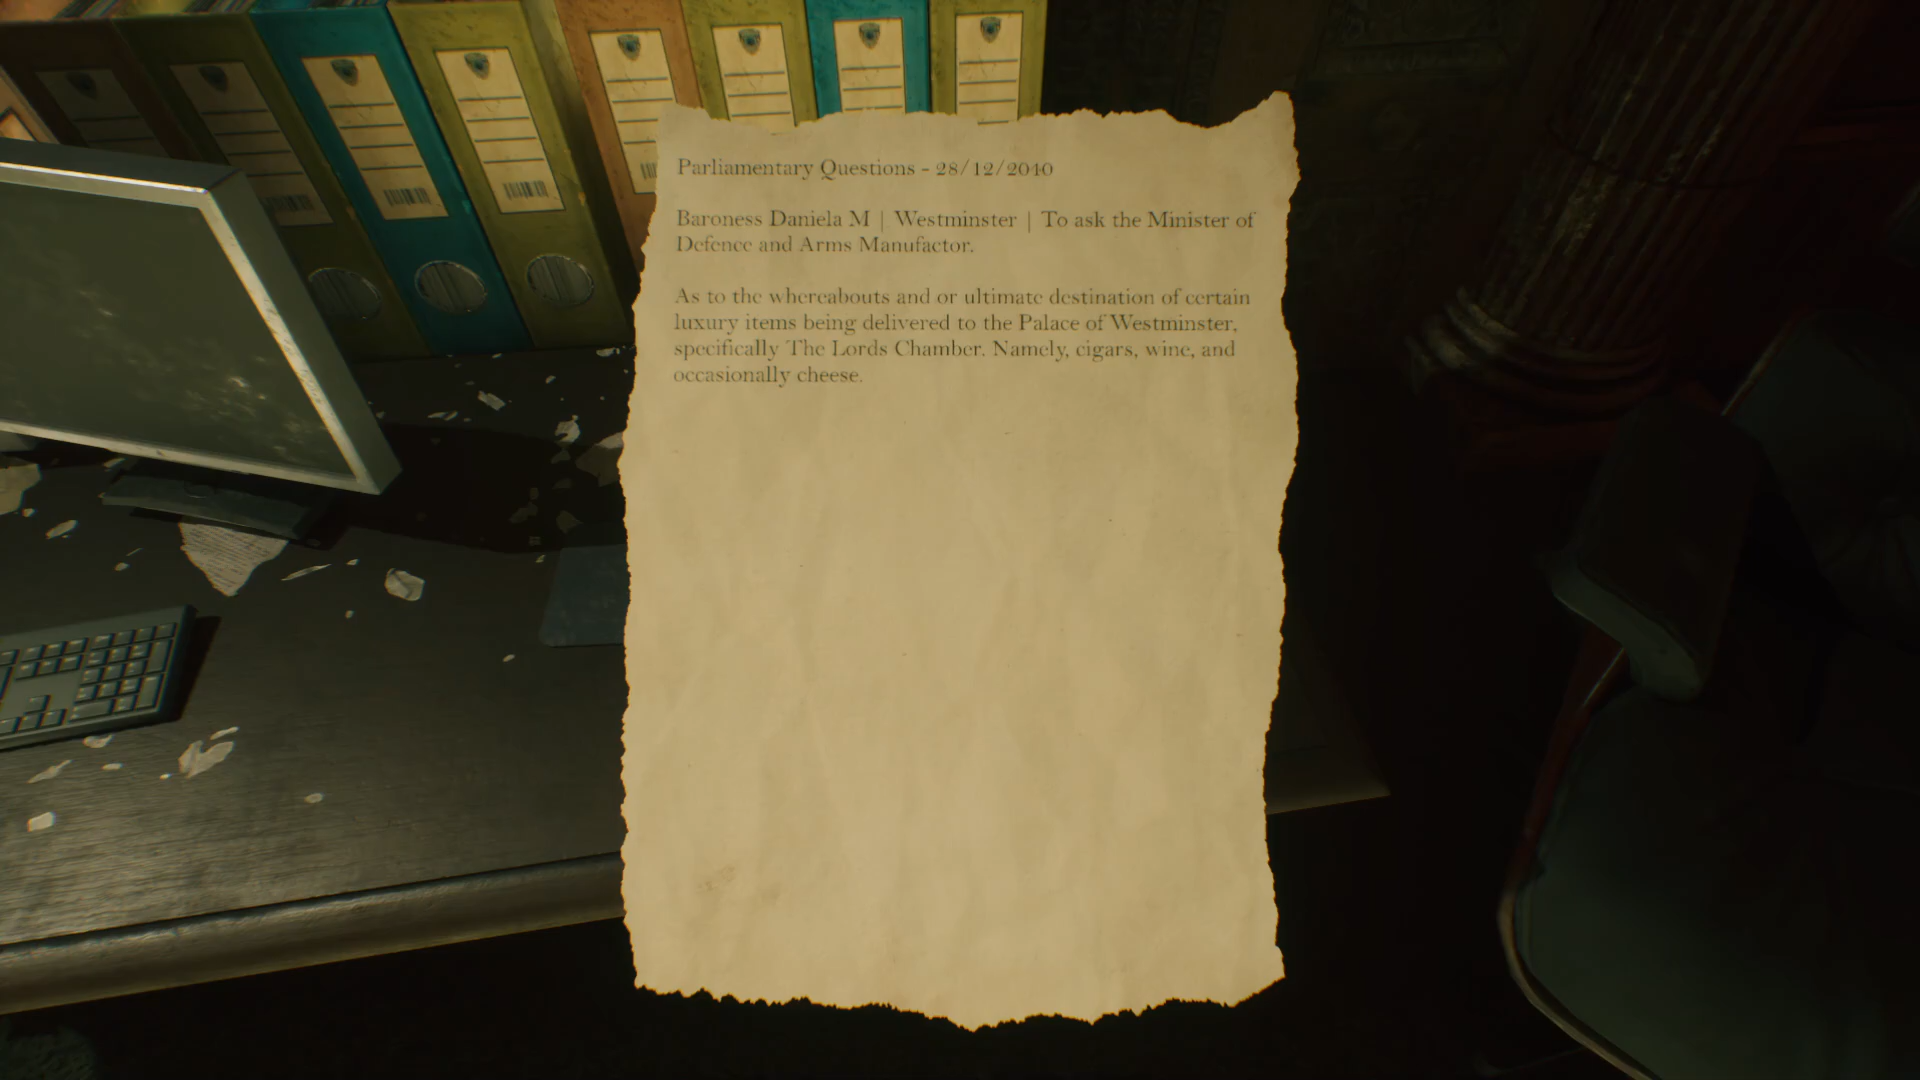 Parliamentary Questions - 28/12/2040
Baroness Daniela M | Westminster | To ask the Minister of
Defence and Arms Manufactor.
As to the whereabouts and or ultimate destination of certain
luxury items being delivered to the Palace of Westminster,
specifically The Lords Chamber. Namely, cigars, wine, and
occasionally cheese.